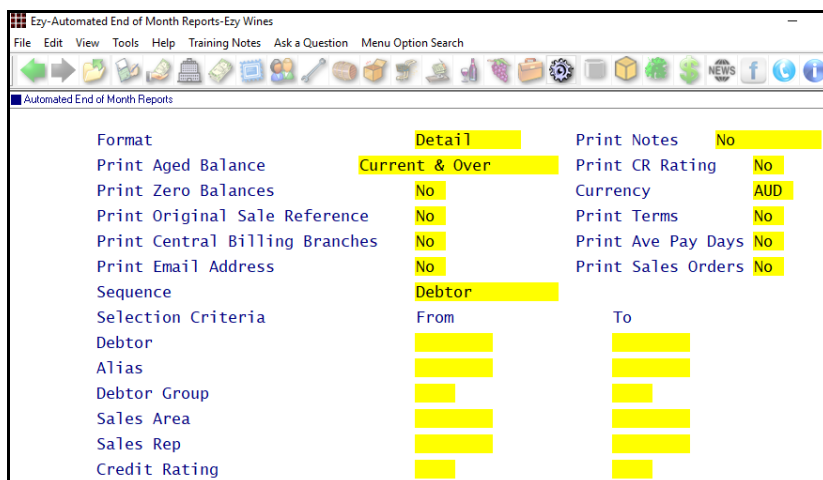 Ezy-Automated End of Month Reports-Ezy Wines
File Edit View Tools Help Training Notes Ask a Question Menu Option Search
NEWS f i
Automated End of Month Reports
Format Detail Print Notes No
Print Aged Balance Current & Over Print CR Rating No
Print Zero Balances No Currency AUD
Print Original Sale Reference No Print Terms No
Print Central Billing Branches No Print Ave Pay Days No
Print Email Address No Print Sales Orders No
Sequence Debtor
Selection Criteria From To
Debtor
Alias
Debtor Group
Sales Area
Sales Rep
Credit Rating